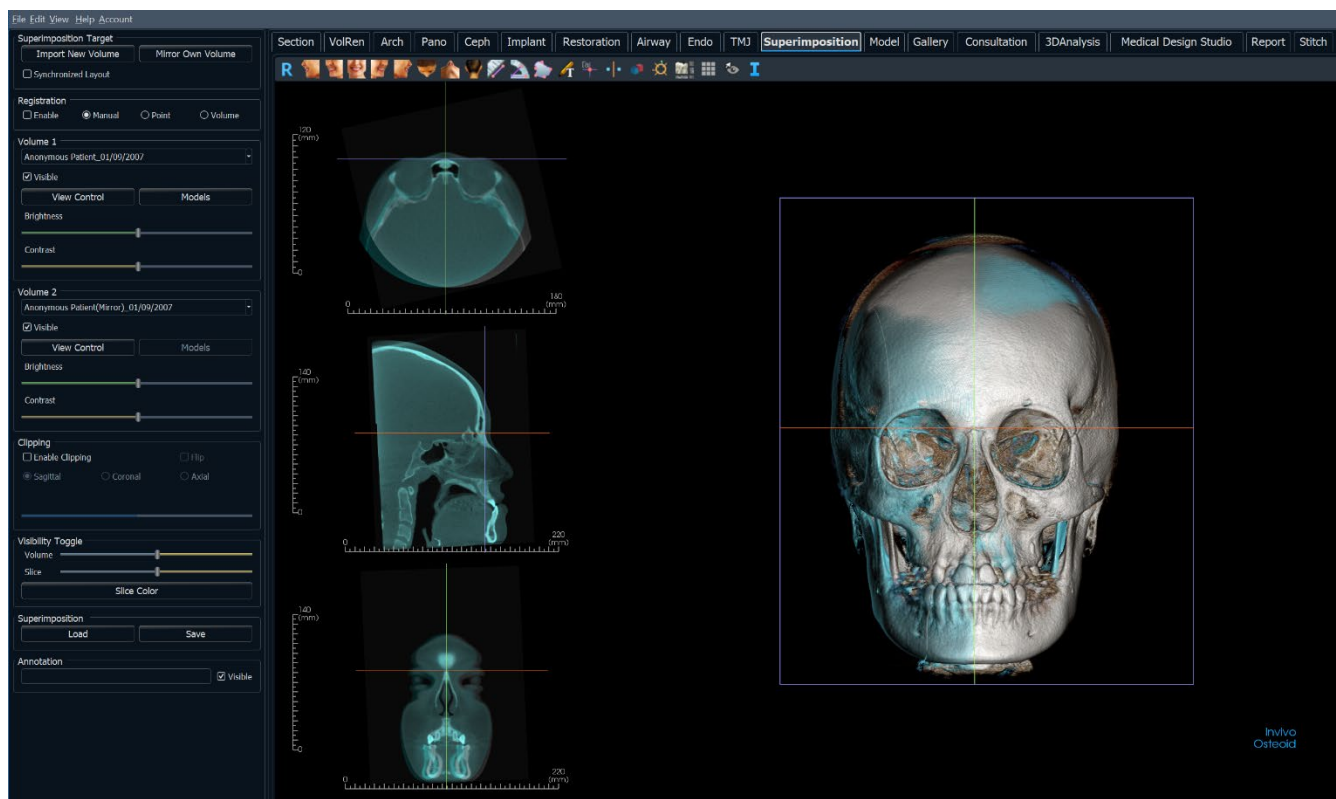 File Edit View Help Account
Superimposition Target
Import New Volume Mirror Own Volume
Synchronized Layout
Registration
Enable Manual Point Volume
Volume 1
Anonymous Patient_01/09/2007
Visible
View Control Models
Brightness
Contrast
Volume 2
Anonymous Patient(Mirror)_01/09/2007
Visible
View Control Models
Brightness
Contrast
Clipping
Enable Clipping Flip
Sagittal Coronal Axial
Visibility Toggle
Volume
Slice
Slice Color
Superimposition
Load Save
Annotation
Visible
Section VolRen Arch Pano Ceph Implant Restoration Airway Endo TMJ Superimposition Model Gallery Consultation 3DAnalysis Medical Design Studio Report Stitch
R T I
120
(mm)
0
0 180
(mm)
140
(mm)
0
0 220
(mm)
140
(mm)
0
0 220
(mm)
Invivo
Osteoid